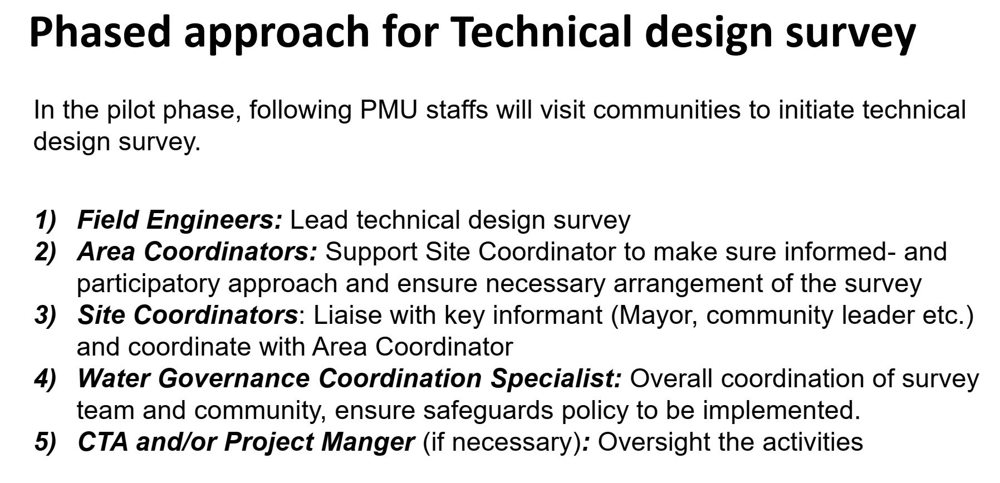 Phased approach for Technical design survey
In the pilot phase, following PMU staffs will visit communities to initiate technical
design survey.
1) Field Engineers: Lead technical design survey
2) Area Coordinators: Support Site Coordinator to make sure informed- and
participatory approach and ensure necessary arrangement of the survey
3) Site Coordinators: Liaise with key informant (Mayor, community leader etc.)
and coordinate with Area Coordinator
4) Water Governance Coordination Specialist: Overall coordination of survey
team and community, ensure safeguards policy to be implemented.
5) CTA and/or Project Manger (if necessary): Oversight the activities